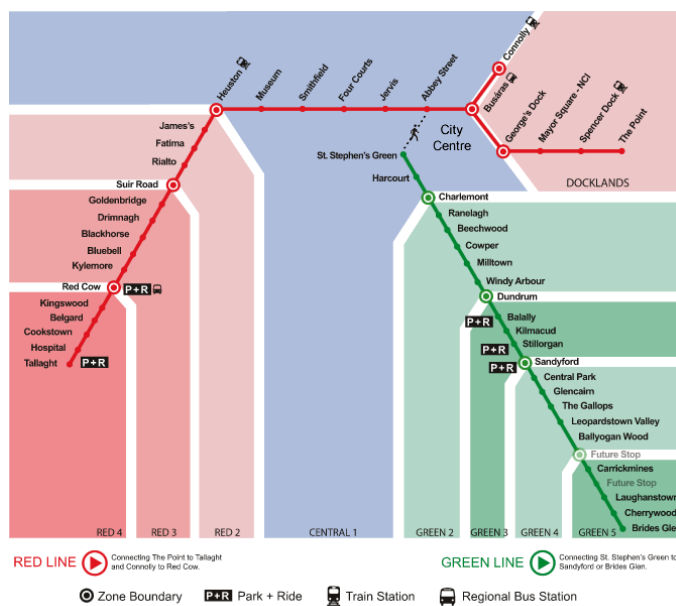 Heuston
Museum
Smithfield
Four Courts
Jervis
Abbey Street
Busáras
Connolly
George's Dock
Mayor Square - NCI
Spencer Dock
The Point
City
Centre
DOCKLANDS
James's
Fatima
Rialto
Suir Road
Goldenbridge
Drimnagh
Blackhorse
Bluebell
Kylemore
Red Cow
P+R
Kingswood
Belgard
Cookstown
Hospital
Tallaght
P+R
St. Stephen's Green
Harcourt
Charlemont
Ranelagh
Beechwood
Cowper
Milltown
Windy Arbour
Dundrum
P+R
Balally
Kilmacud
P+R
Stillorgan
P+R
Sandyford
Central Park
Glencairn
The Gallops
Leopardstown Valley
Ballyogan Wood
Future Stop
Carrickmines
Future Stop
Laughanstown
Cherrywood
Brides Gle
RED 4
RED 3
RED 2
CENTRAL 1
GREEN 2
GREEN 3
GREEN 4
GREEN 5
RED LINE
Connecting The Point to Tallaght
and Connolly to Red Cow.
GREEN LINE
Connecting St. Stephen's Green to
Sandyford or Brides Glen.
Zone Boundary
P+R Park + Ride
Train Station
Regional Bus Station